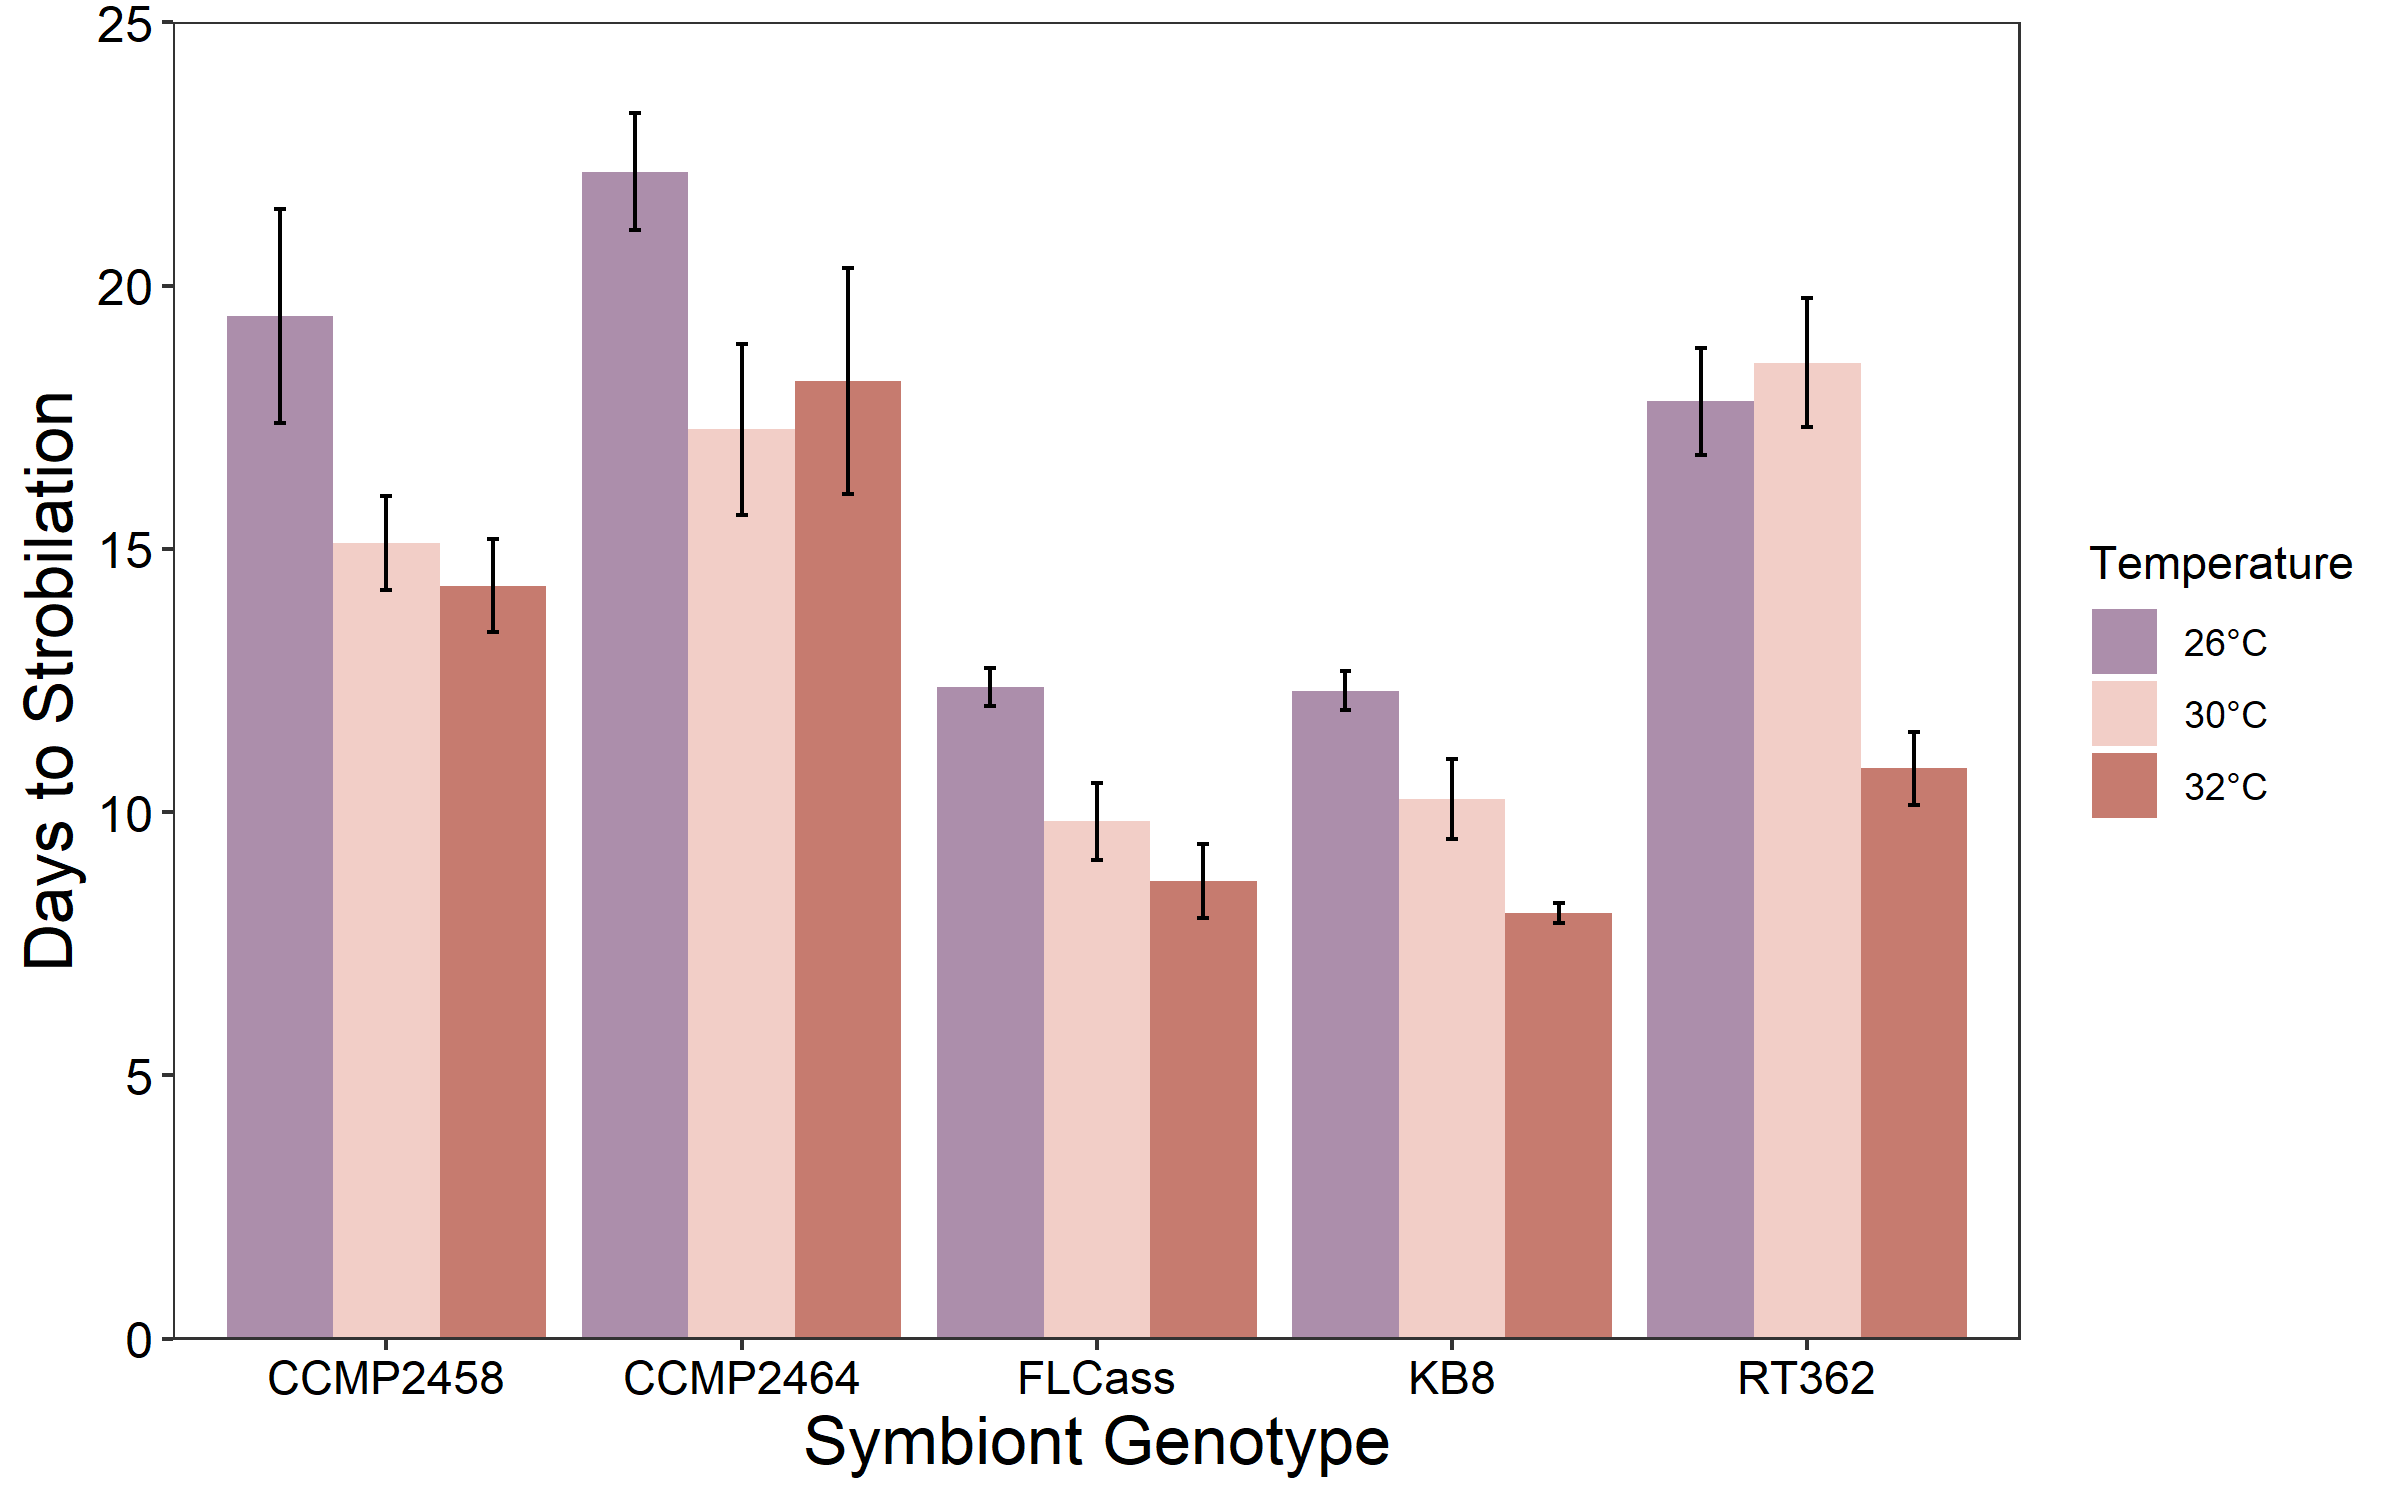 25
20
15
10
5
0
Days to Strobilation
CCMP2458
CCMP2464
FLCass
KB8
RT362
Symbiont Genotype
Temperature
26°C
30°C
32°C